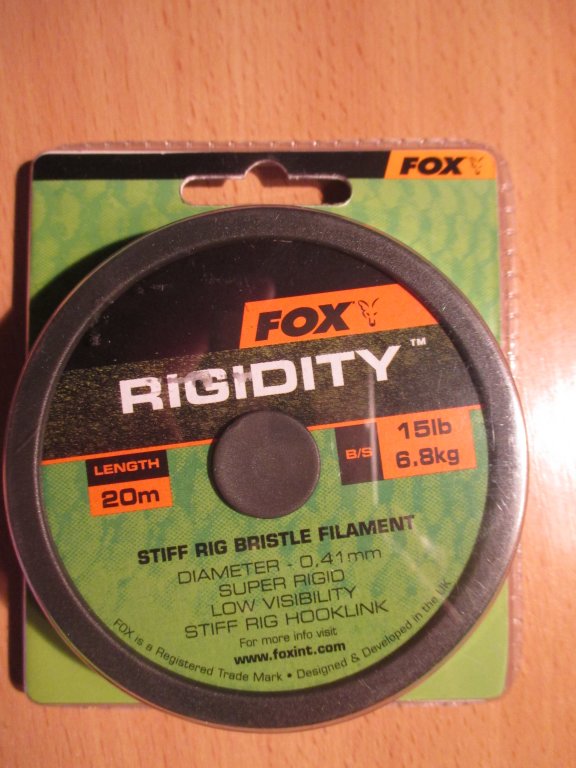 FOX
FOX
RiGiDITY™
LENGTH
20m
B/S
15lb
6.8kg
STIFF RIG BRISTLE FILAMENT
DIAMETER - 0,41mm
SUPER RIGID
LOW VISIBILITY
STIFF RIG HOOKLINK
For more info visit
www.foxint.com
FOX is a Registered Trade Mark • Designed & Developed in the UK